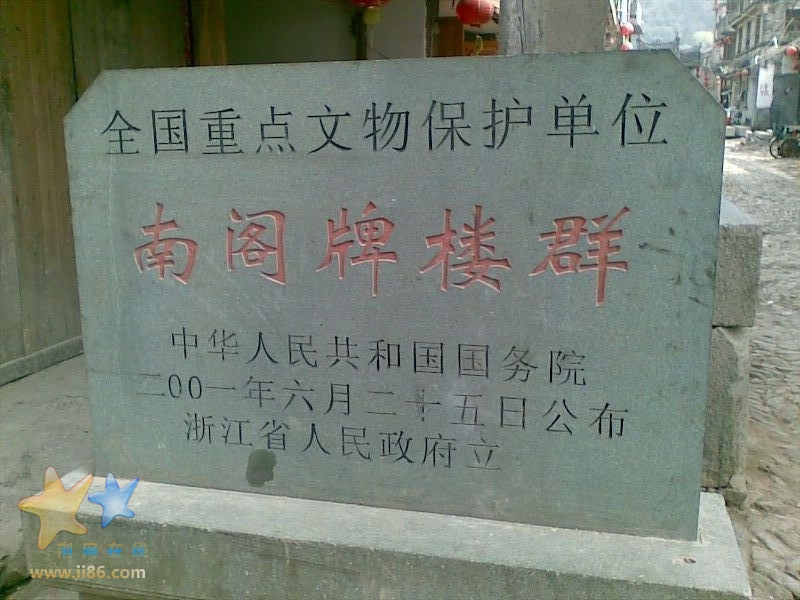 全国重点文物保护单位
南阁牌楼群
中华人民共和国国务院
二00一年六月二十五日公布
浙江省人民政府立
www.ji86.com